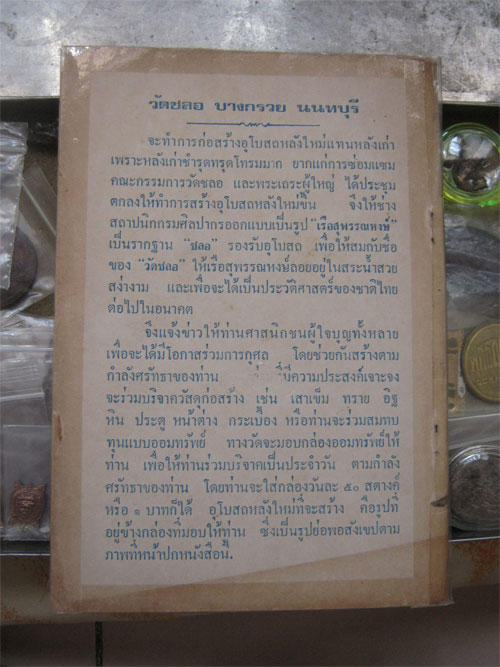 วัดชลอ บางกรวย นนทบุรี
จะทำการก่อสร้างอุโบสถหลังใหม่แทนหลังเก่า
เพราะหลังเก่าชำรุดทรุดโทรมมาก ยากแก่การซ่อมแซม
คณะกรรมการวัดชลอ และพระเถระผู้ใหญ่ ได้ประชุม
ตกลงให้ทำการสร้างอุโบสถหลังใหม่ขึ้น จึงให้ช่าง
สถาปนิกกรมศิลปากรออกแบบเป็นรูป "เรือสุพรรณหงษ์"
เป็นรากฐาน "ชลอ" รองรับอุโบสถ เพื่อให้สมกับชื่อ
ของ "วัดชลอ" ให้เรือสุพรรณหงษ์ลอยอยู่ในสระน้ำสวย
สง่างาม และเพื่อจะได้เป็นประวัติศาสตร์ของชาติไทย
ต่อไปในอนาคต
จึงแจ้งข่าวให้ท่านศาสนิกชนผู้ใจบุญทั้งหลาย
เพื่อจะได้มีโอกาสร่วมการกุศล โดยช่วยกันสร้างตาม
กำลังศรัทธาของท่าน มีความประสงค์เจาะจง
จะร่วมบริจาควัสดุก่อสร้าง เช่น เสาเข็ม ทราย อิฐ
หิน ประตู หน้าต่าง กระเบื้อง หรือท่านจะร่วมสมทบ
ทุนแบบออมทรัพย์ ทางวัดจะมอบกล่องออมทรัพย์ให้
ท่าน เพื่อให้ท่านร่วมบริจาคเป็นประจำวัน ตามกำลัง
ศรัทธาของท่าน โดยท่านจะใส่กล่องวันละ ๕๐ สตางค์
หรือ ๑ บาทก็ได้ อุโบสถหลังใหม่ที่จะสร้าง คือรูปที่
อยู่ข้างกล่องที่มอบให้ท่าน ซึ่งเป็นรูปย่อพอสังเขปตาม
ภาพที่หน้าปกหนังสือนี้.